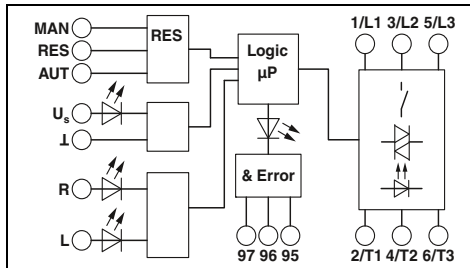 MAN
RES
AUT
RES
Us
⊥
R
L
Logic
µP
& Error
97 96 95
1/L1 3/L2 5/L3
2/T1 4/T2 6/T3